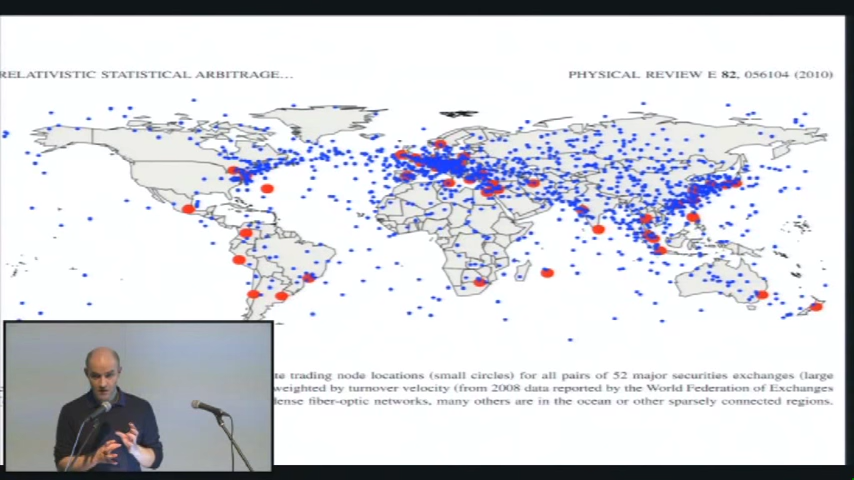 RELATIVISTIC STATISTICAL ARBITRAGE…
PHYSICAL REVIEW E 82, 056104 (2010)
te trading node locations (small circles) for all pairs of 52 major securities exchanges (large
weighted by turnover velocity (from 2008 data reported by the World Federation of Exchanges
dense fiber-optic networks, many others are in the ocean or other sparsely connected regions.